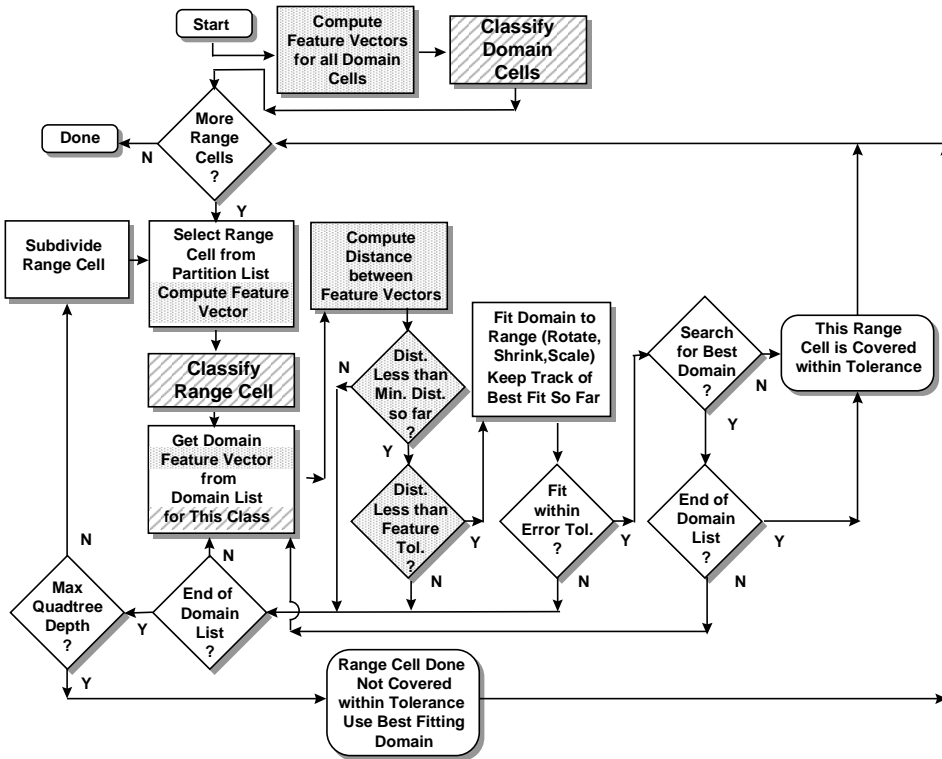 Start
Compute
Feature Vectors
for all Domain
Cells
Classify
Domain
Cells
More
Range
Cells
?
Done
N
Y
Subdivide
Range Cell
Select Range
Cell from
Partition List
Compute Feature
Vector
Compute
Distance
between
Feature Vectors
Classify
Range Cell
Get Domain
Feature Vector
from
Domain List
for This Class
N
Dist.
Less than
Min. Dist.
so far
?
Y
Dist.
Less than
Feature
Tol.
?
Y
N
Fit Domain to
Range (Rotate,
Shrink,Scale)
Keep Track of
Best Fit So Far
Fit
within
Error Tol.
?
Y
N
Search
for Best
Domain
?
N
Y
This Range
Cell is Covered
within Tolerance
End of
Domain
List
?
Y
N
N
Max
Quadtree
Depth
?
Y
N
End of
Domain
List
?
Y
Range Cell Done
Not Covered
within Tolerance
Use Best Fitting
Domain